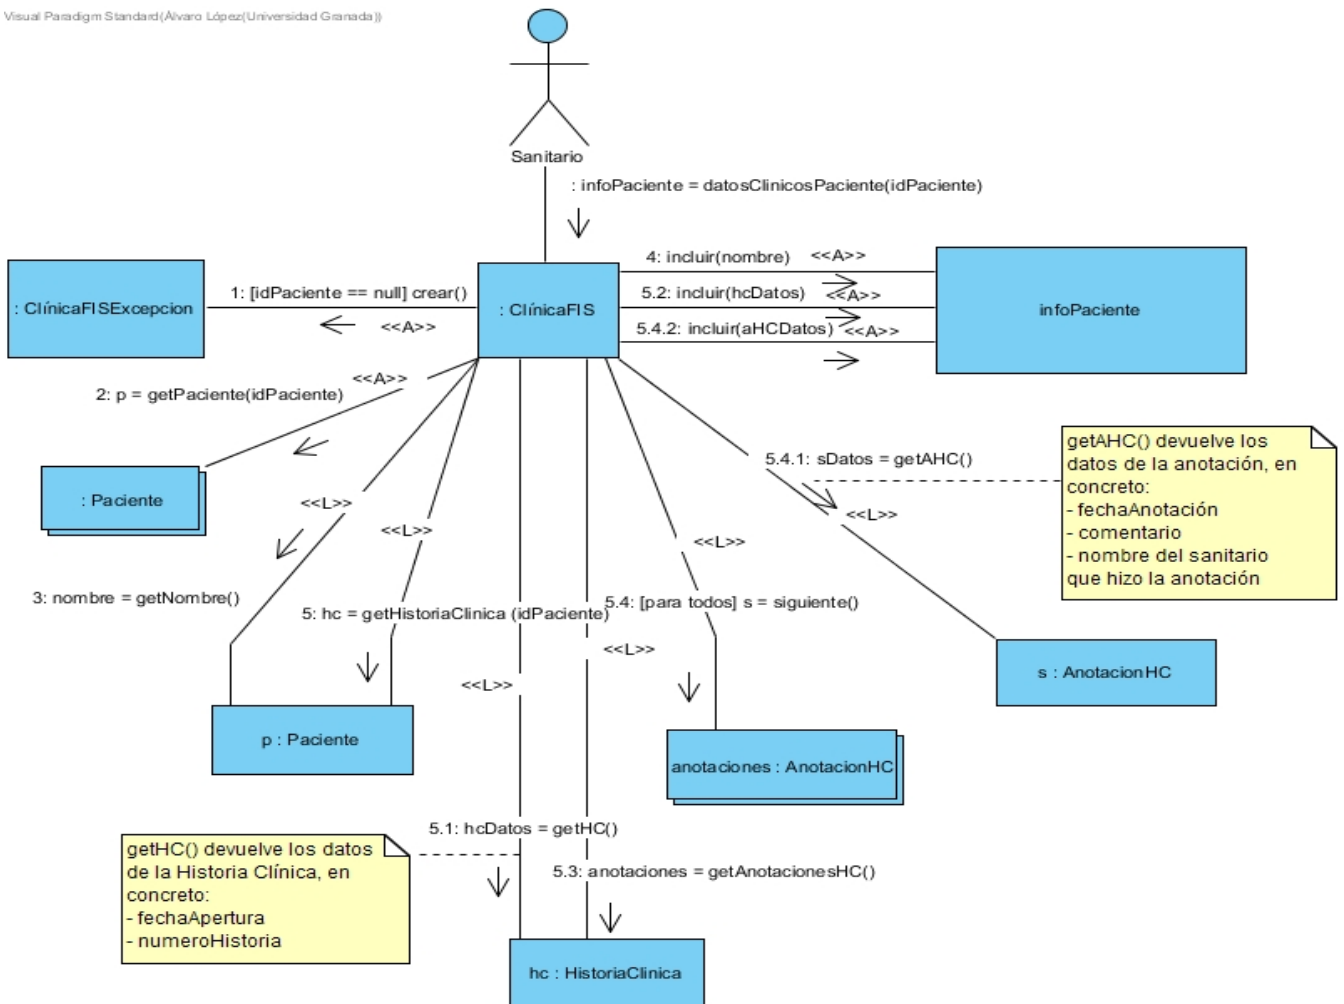 Visual Paradigm Standard(Álvaro López(Universidad Granada))
Sanitario
: infoPaciente = datosClinicosPaciente(idPaciente)
: ClínicaFISExcepcion
1: [idPaciente == null] crear()
<<A>>
: ClínicaFIS
4: incluir(nombre)
<<A>>
5.2: incluir(hcDatos)
<<A>>
5.4.2: incluir(aHCDatos)
<<A>>
infoPaciente
<<A>>
2: p = getPaciente(idPaciente)
: Paciente
<<L>>
3: nombre = getNombre()
<<L>>
5: hc = getHistoriaClinica (idPaciente)
p : Paciente
<<L>>
5.4: [para todos] s = siguiente()
anotaciones : AnotacionHC
5.4.1: sDatos = getAHC()
<<L>>
getAHC() devuelve los
datos de la anotación, en
concreto:
- fechaAnotación
- comentario
- nombre del sanitario
que hizo la anotación
s : AnotacionHC
<<L>>
<<L>>
5.1: hcDatos = getHC()
getHC() devuelve los datos
de la Historia Clínica, en
concreto:
- fechaApertura
- numeroHistoria
5.3: anotaciones = getAnotacionesHC()
hc : HistoriaClinica